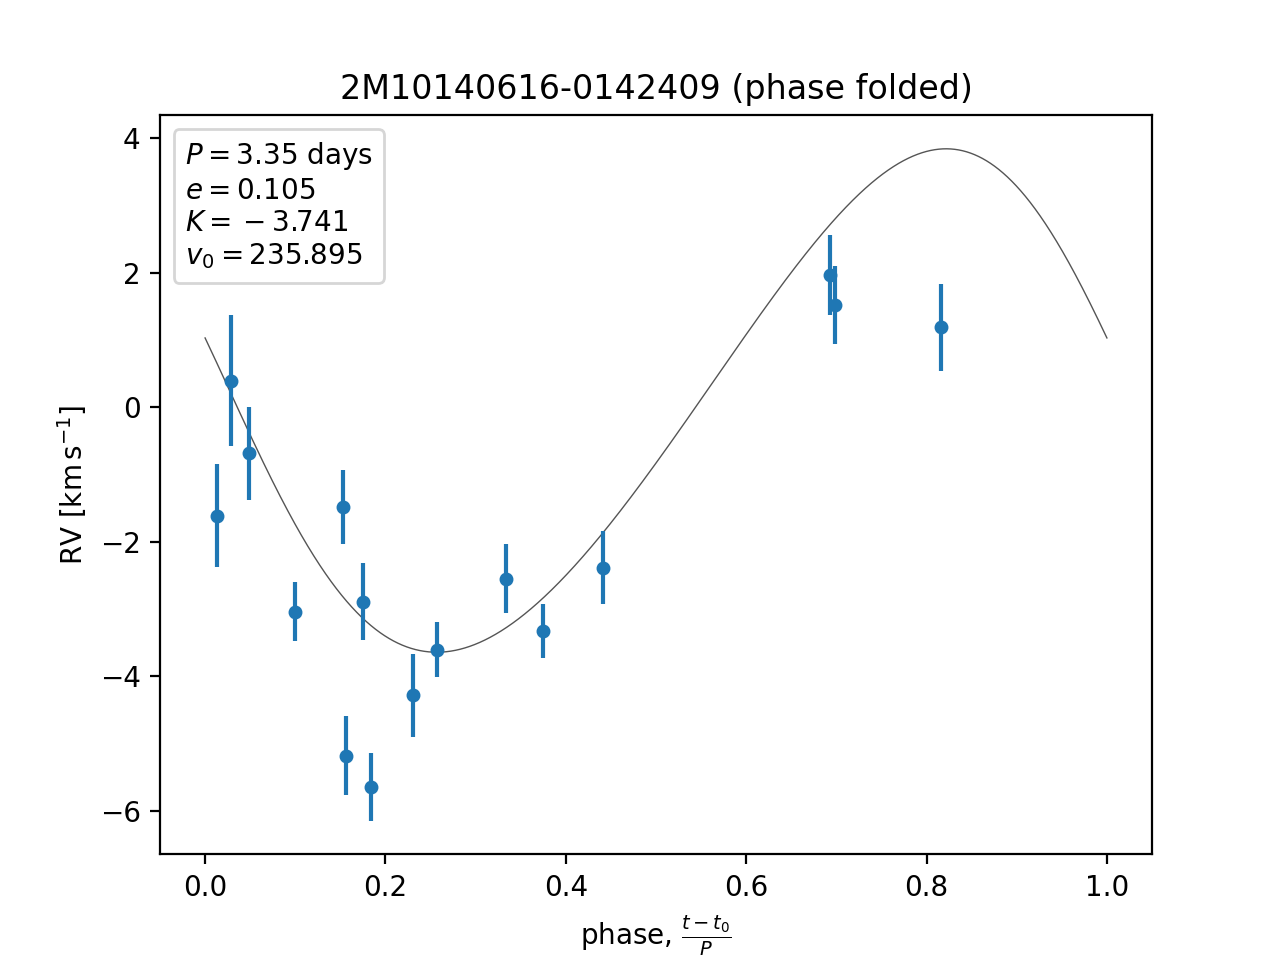 2M10140616-0142409 (phase folded)
P = 3.35 days
e = 0.105
K = −3.741
v₀ = 235.895
4
2
0
−2
−4
−6
RV [km s⁻¹]
0.0 0.2 0.4 0.6 0.8 1.0
phase, (t − t₀)/P